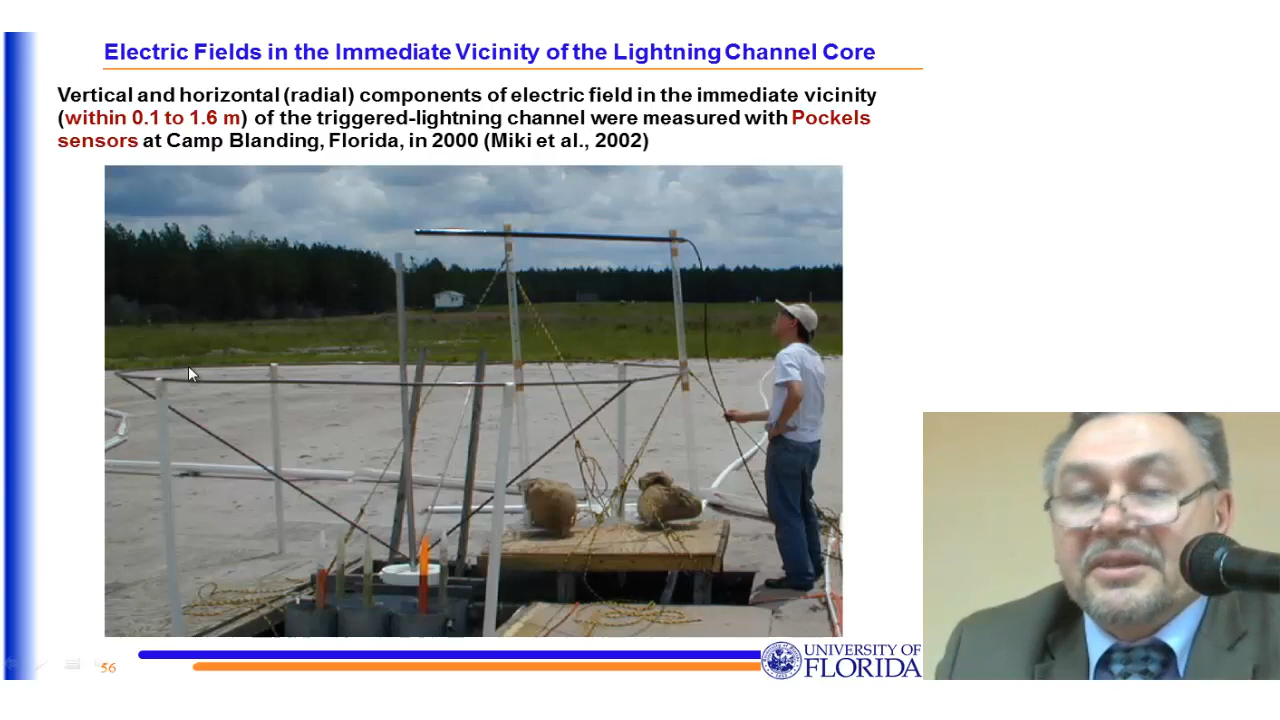 Electric Fields in the Immediate Vicinity of the Lightning Channel Core
Vertical and horizontal (radial) components of electric field in the immediate vicinity
(within 0.1 to 1.6 m) of the triggered-lightning channel were measured with Pockels
sensors at Camp Blanding, Florida, in 2000 (Miki et al., 2002)
56
UNIVERSITY OF
FLORIDA